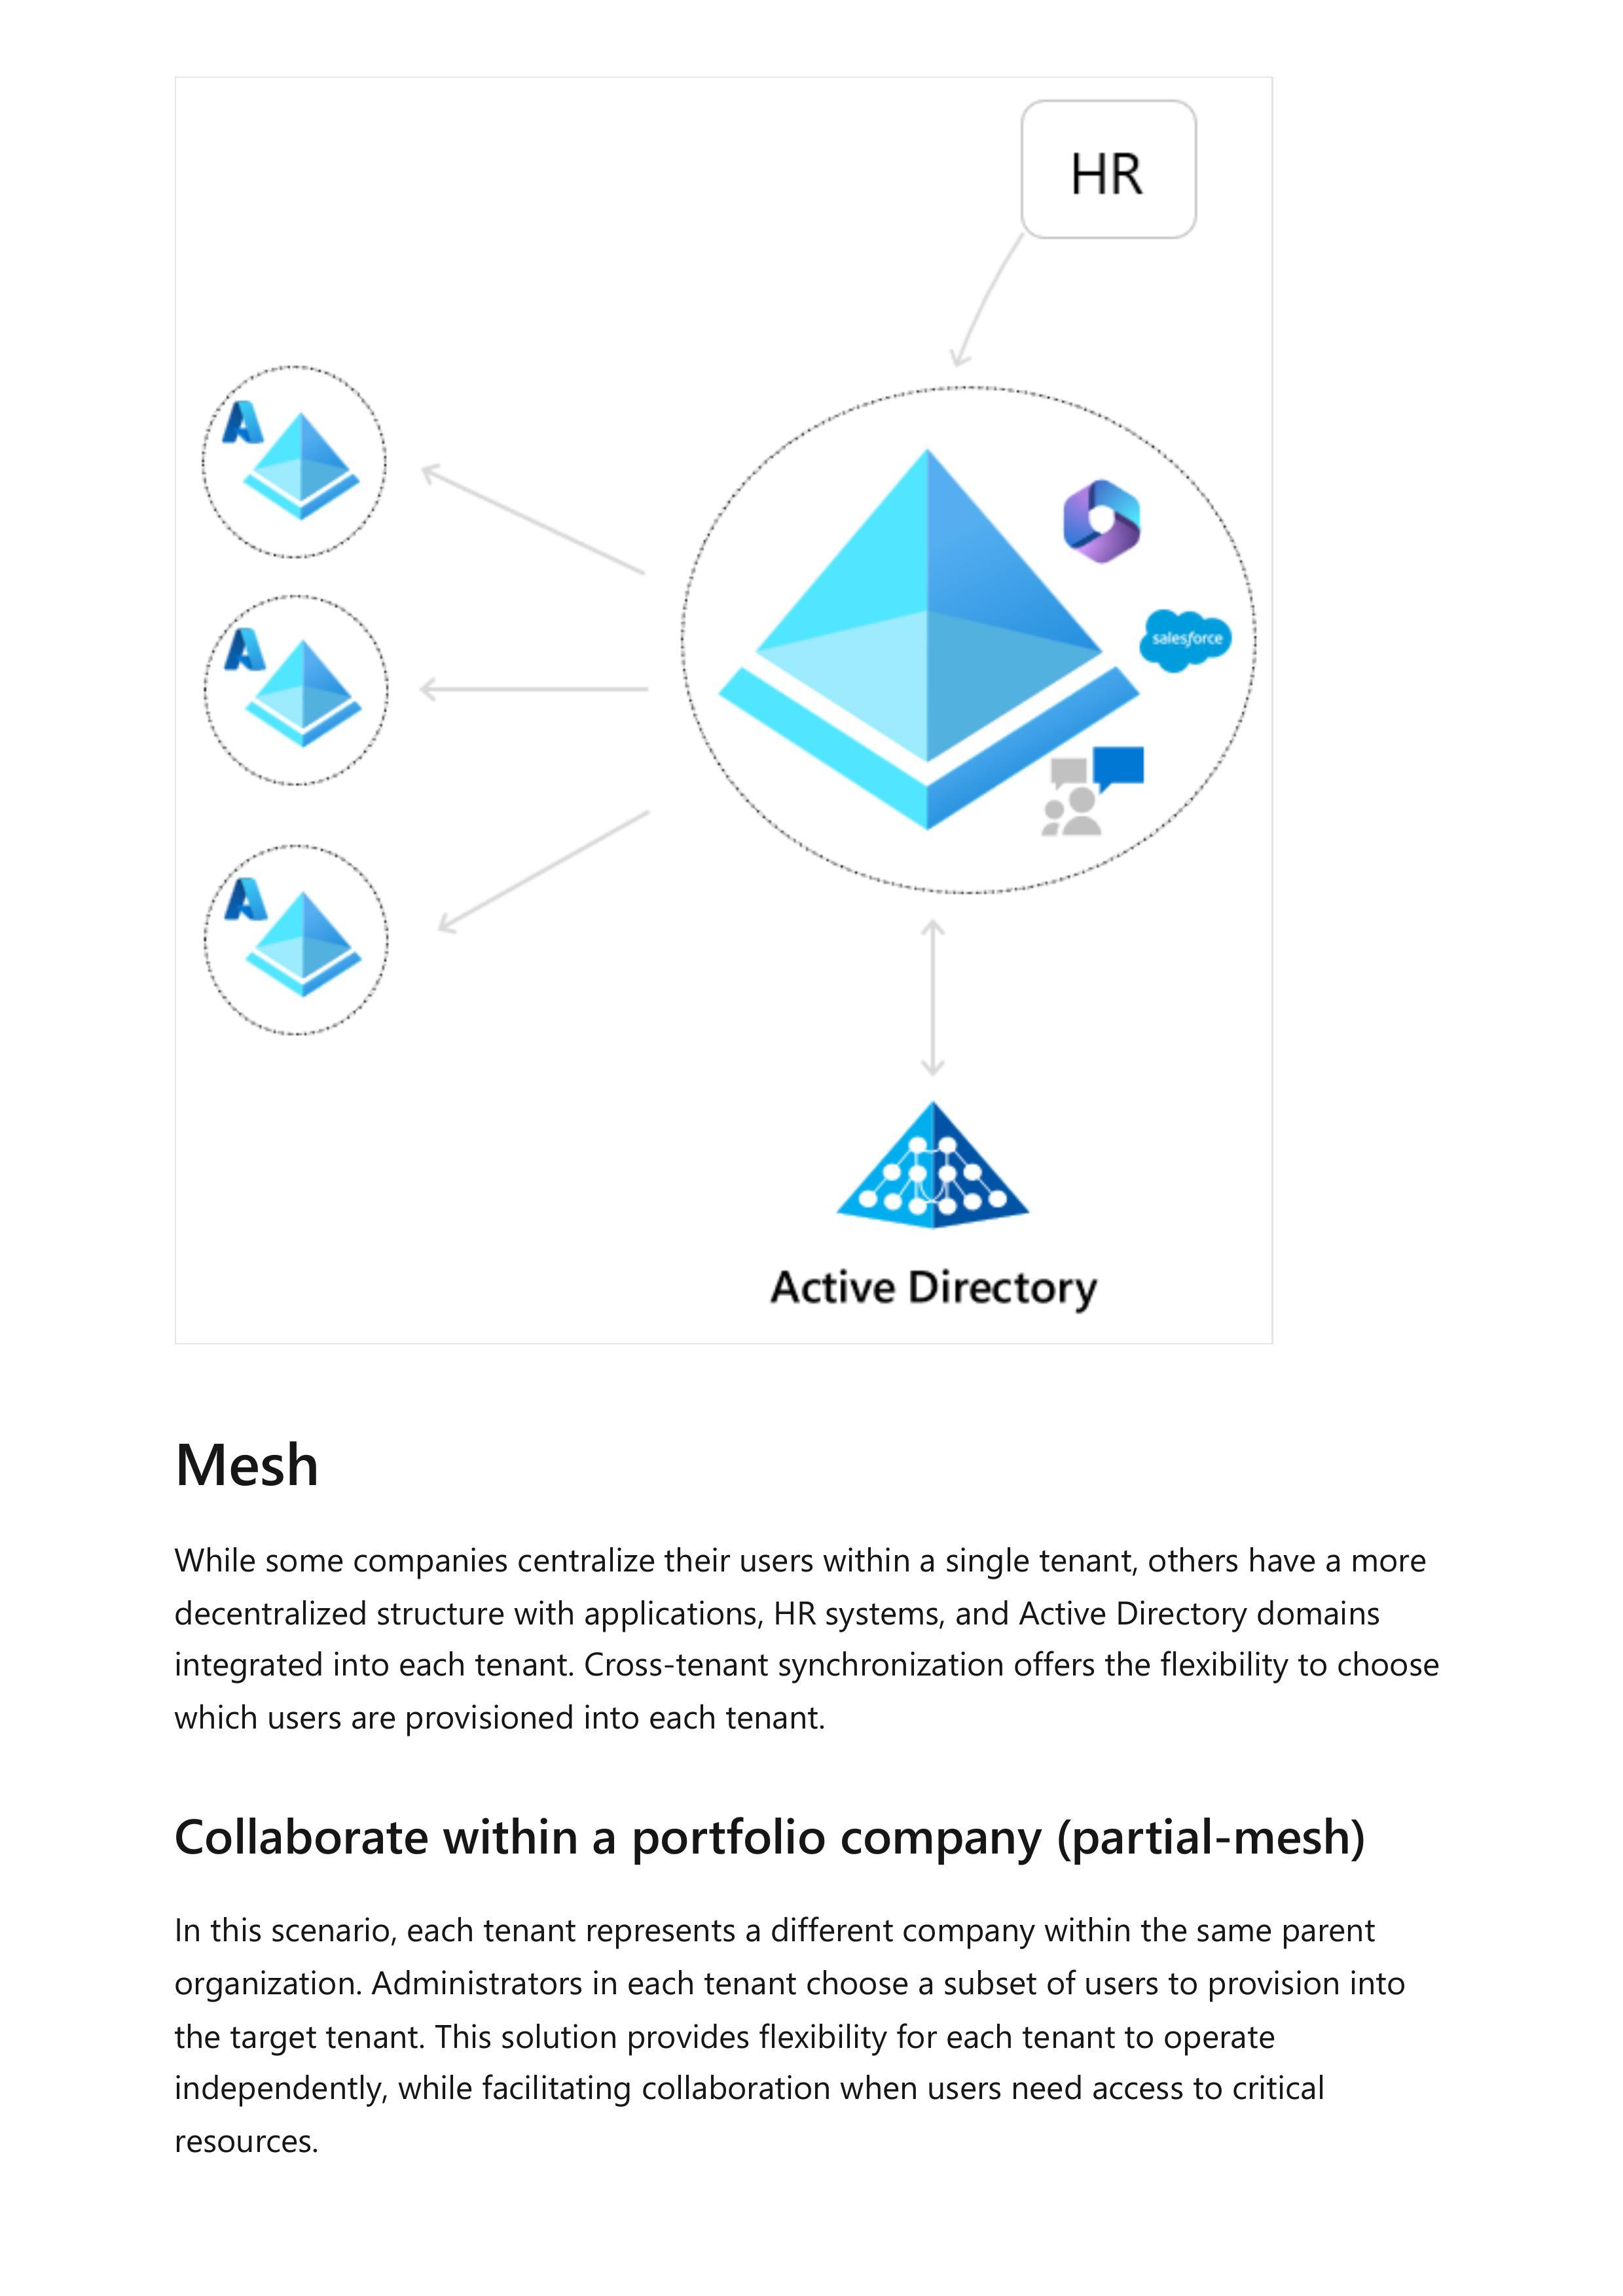 HR
salesforce
Active Directory
Mesh
While some companies centralize their users within a single tenant, others have a more
decentralized structure with applications, HR systems, and Active Directory domains
integrated into each tenant. Cross-tenant synchronization offers the flexibility to choose
which users are provisioned into each tenant.
Collaborate within a portfolio company (partial-mesh)
In this scenario, each tenant represents a different company within the same parent
organization. Administrators in each tenant choose a subset of users to provision into
the target tenant. This solution provides flexibility for each tenant to operate
independently, while facilitating collaboration when users need access to critical
resources.